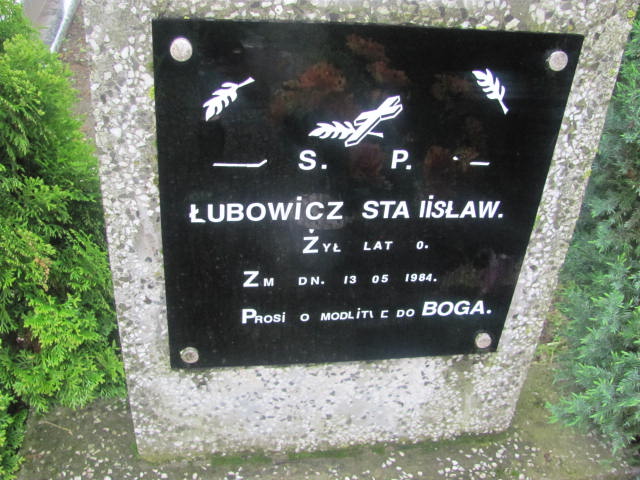 S. P.
ŁUBOWICZ STA IISŁAW.
ŻYŁ LAT 0.
ZM DN. 13 05 1984.
PROSI O MODLITI E DO BOGA.